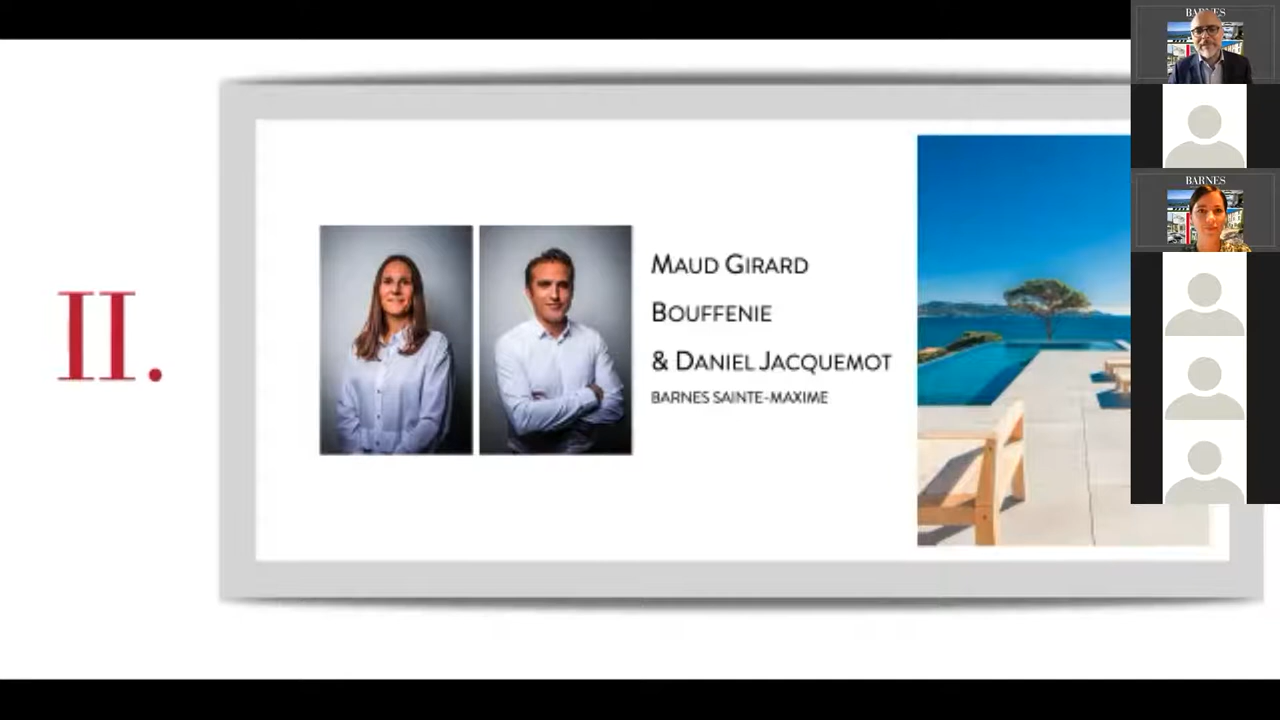 II.
MAUD GIRARD
BOUFFENIE
& DANIEL JACQUEMOT
BARNES SAINTE-MAXIME
BARNES
BARNES